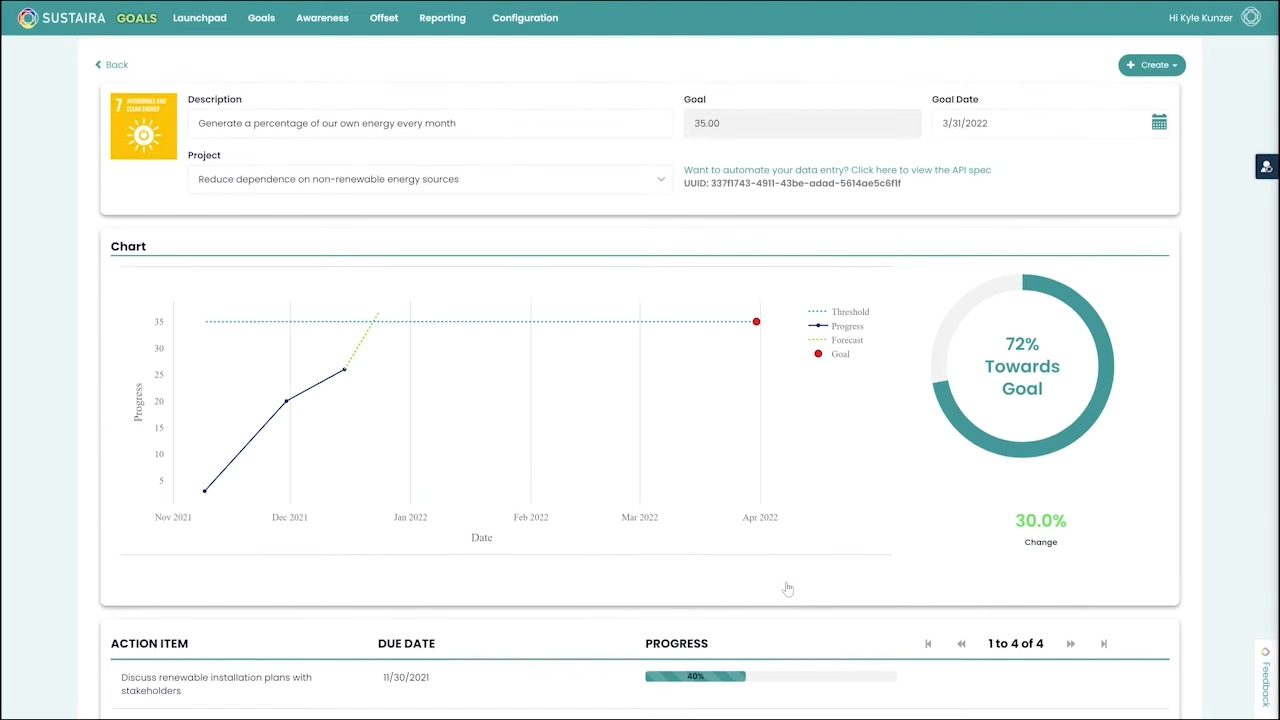 SUSTAIRA GOALS Launchpad Goals Awareness Offset Reporting Configuration Hi Kyle Kunzer
Back
Create
7 AFFORDABLE AND CLEAN ENERGY
Description
Generate a percentage of our own energy every month
Goal
35.00
Goal Date
3/31/2022
Project
Reduce dependence on non-renewable energy sources
Want to automate your data entry? Click here to view the API spec
UUID: 337f1743-4911-43be-adad-5614ae5c6f1f
Chart
Progress
35
30
25
20
15
10
5
Nov 2021 Dec 2021 Jan 2022 Feb 2022 Mar 2022 Apr 2022
Date
Threshold
Progress
Forecast
Goal
72%
Towards
Goal
30.0%
Change
ACTION ITEM DUE DATE PROGRESS 1 to 4 of 4
Discuss renewable installation plans with
stakeholders
11/30/2021
40%
Feedback